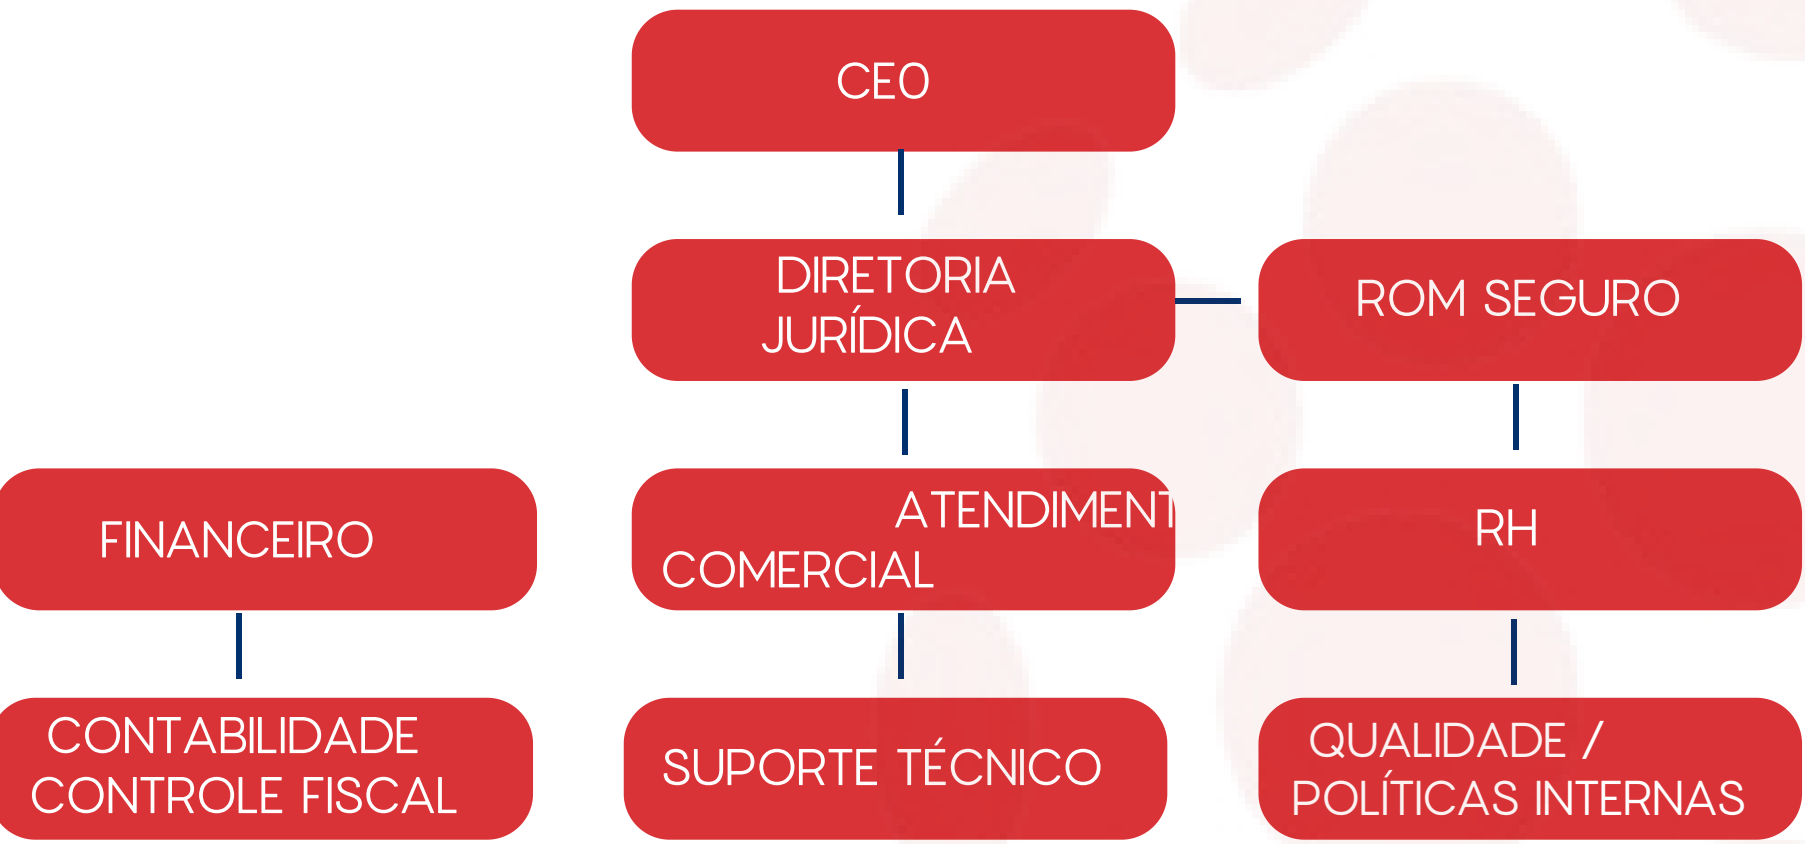 CEO
DIRETORIA
JURÍDICA
ROM SEGURO
FINANCEIRO
ATENDIMENT
COMERCIAL
RH
CONTABILIDADE
CONTROLE FISCAL
SUPORTE TÉCNICO
QUALIDADE /
POLÍTICAS INTERNAS